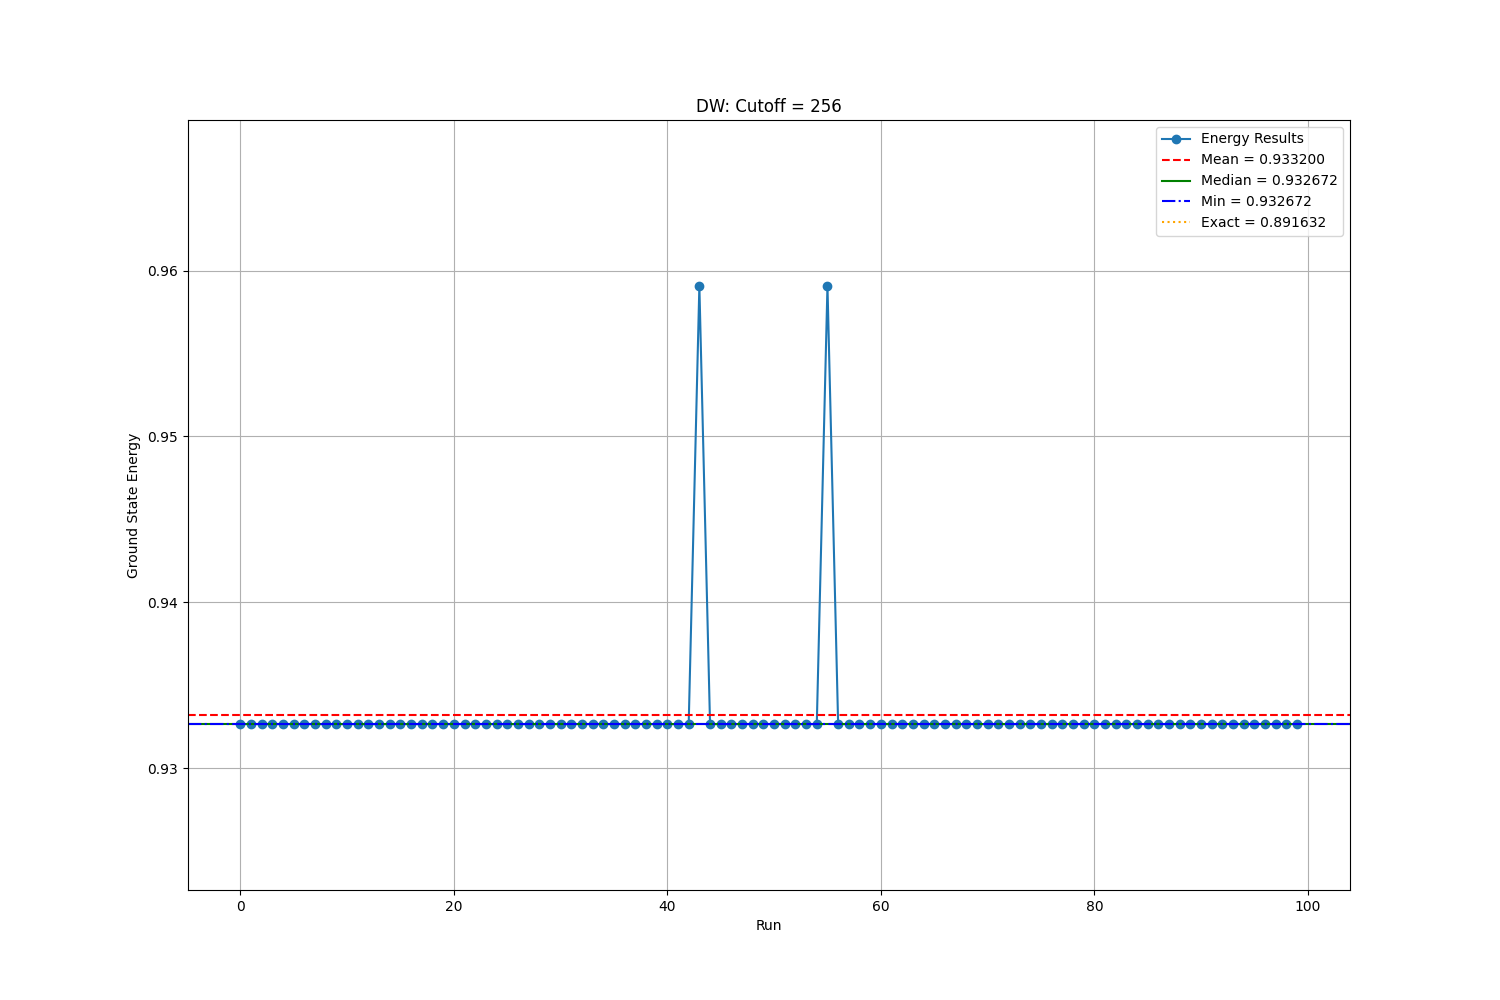 DW: Cutoff = 256
Energy Results
Mean = 0.933200
Median = 0.932672
Min = 0.932672
Exact = 0.891632
0.96
0.95
0.94
0.93
Ground State Energy
0 20 40 60 80 100
Run